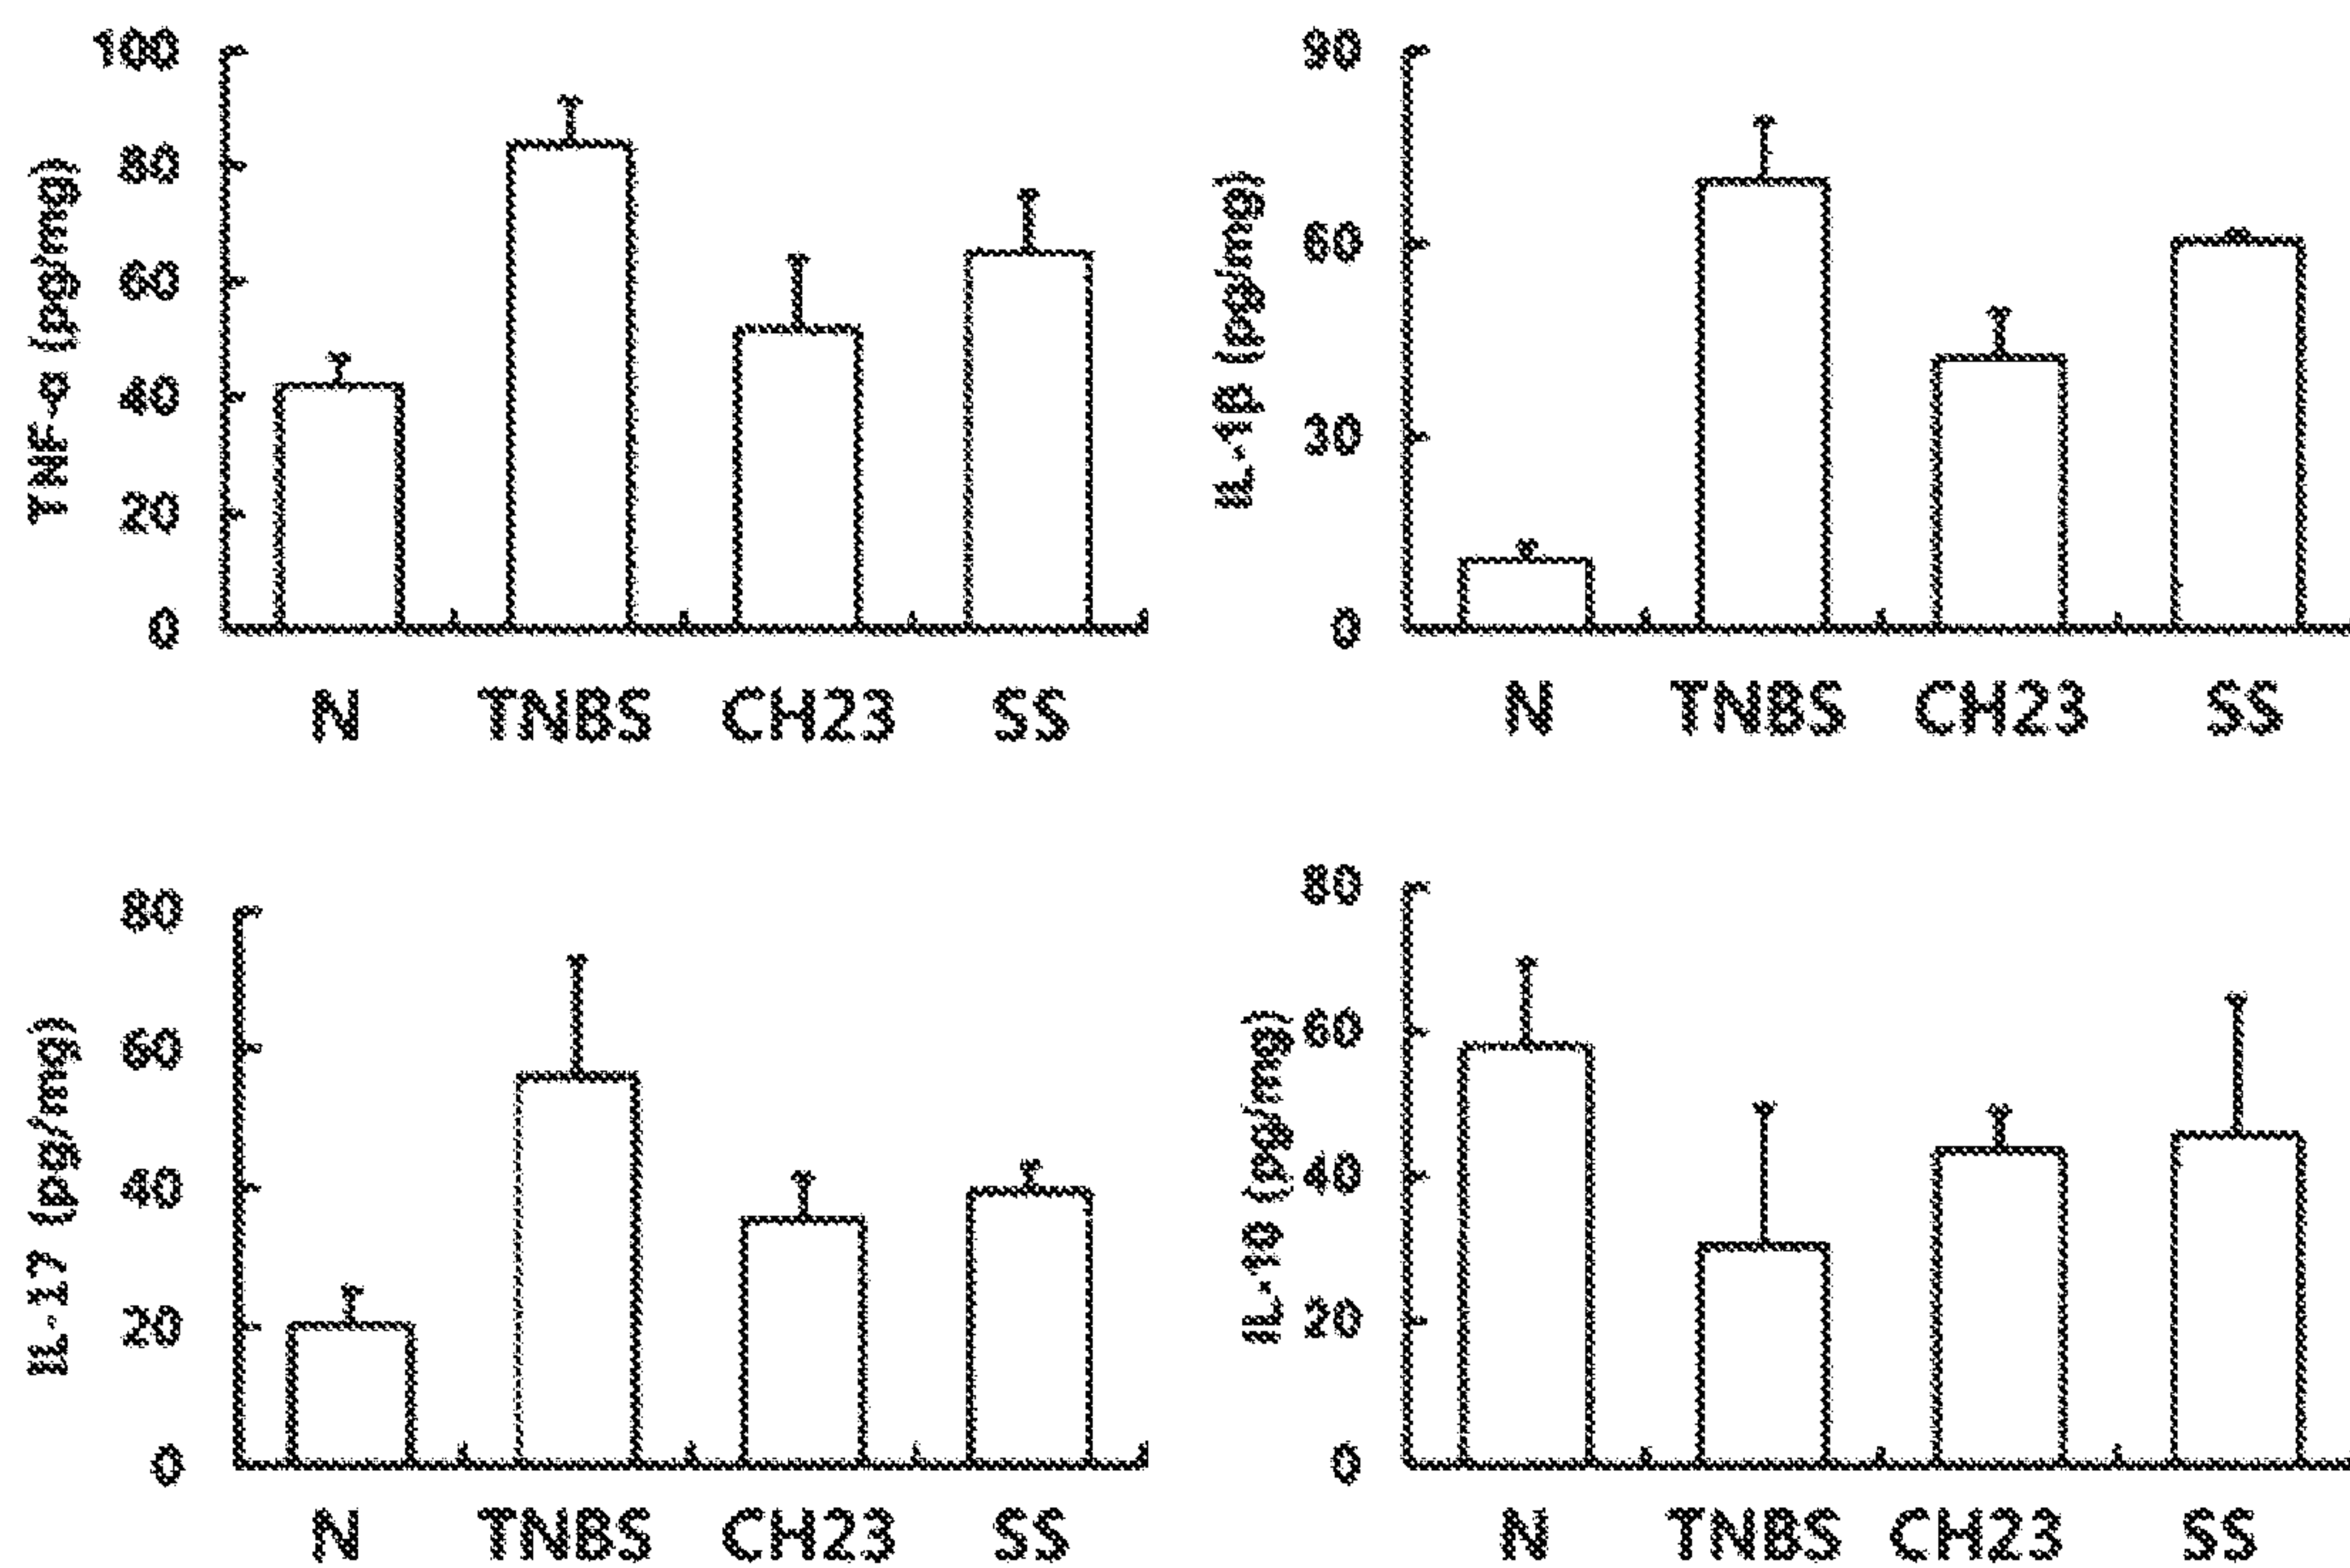 TNF-α (pg/mg)
100
80
60
40
20
0
N TNBS CH23 SS
IL-1β (pg/mg)
90
60
30
0
N TNBS CH23 SS
IL-17 (pg/mg)
80
60
40
20
0
N TNBS CH23 SS
IL-10 (pg/mg)
80
60
40
20
0
N TNBS CH23 SS